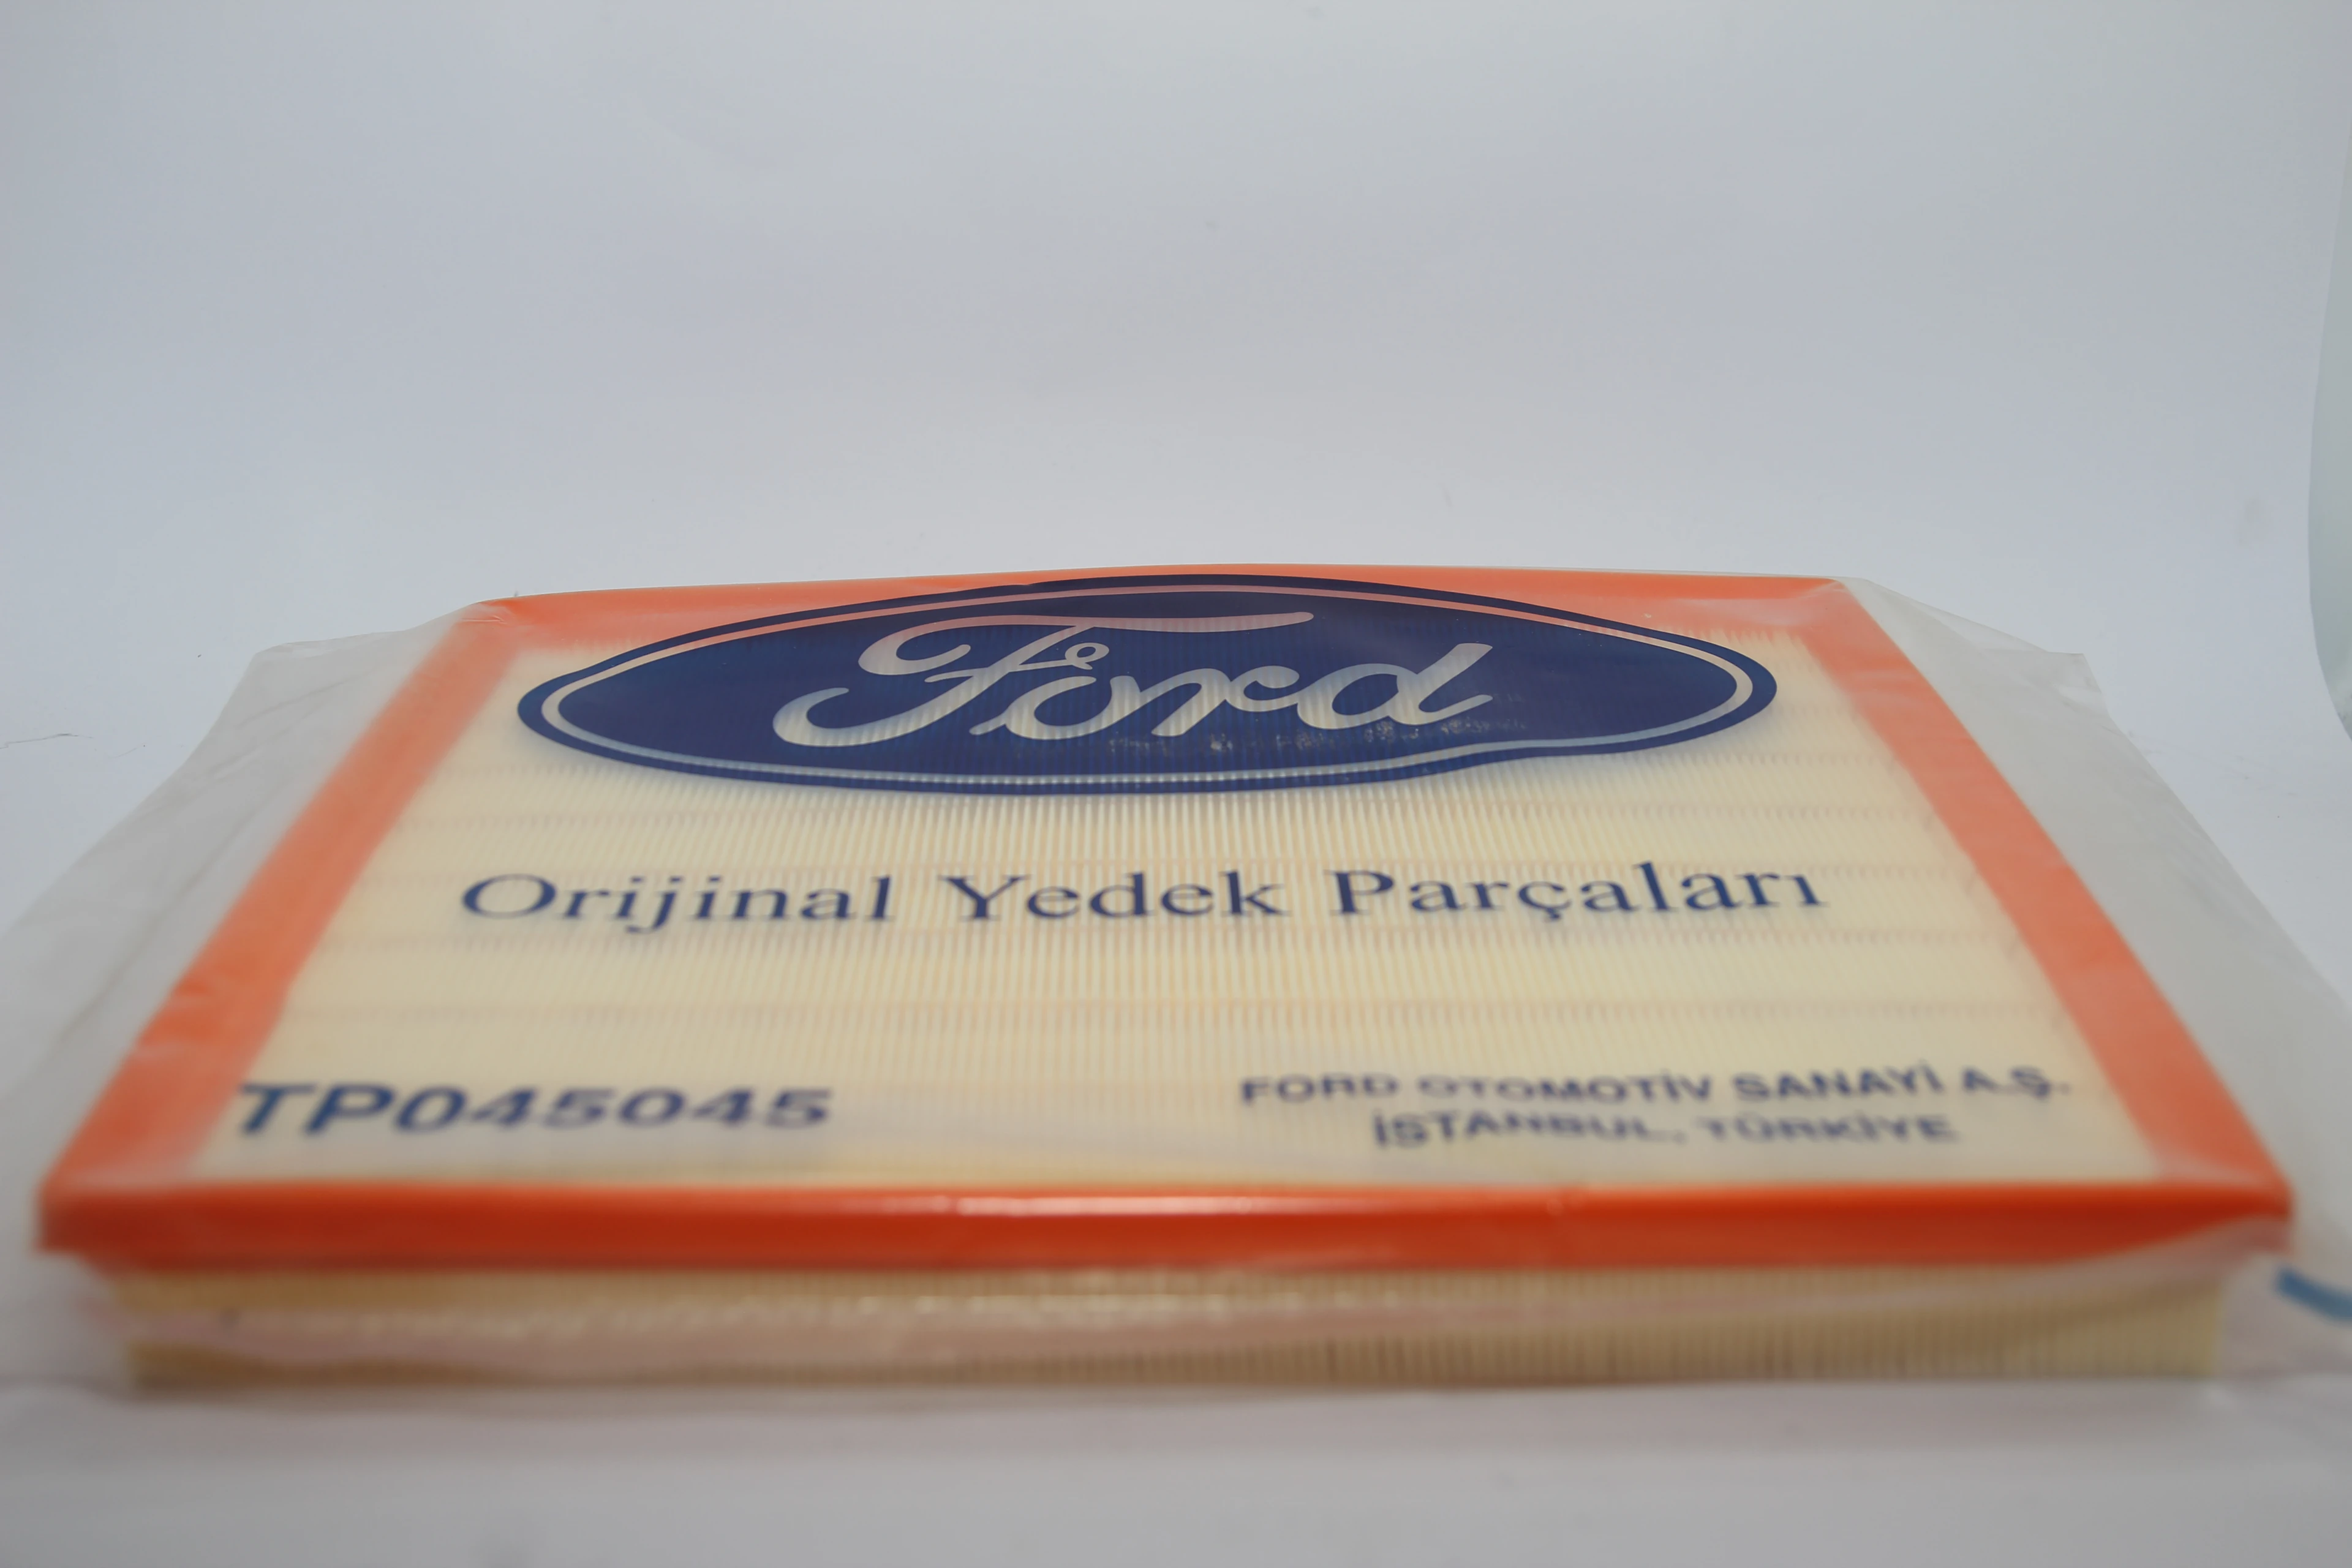 Ford
Orijinal Yedek Parçaları
TP045045
FORD OTOMOTİV SANAYİ A.Ş.
İSTANBUL, TÜRKİYE